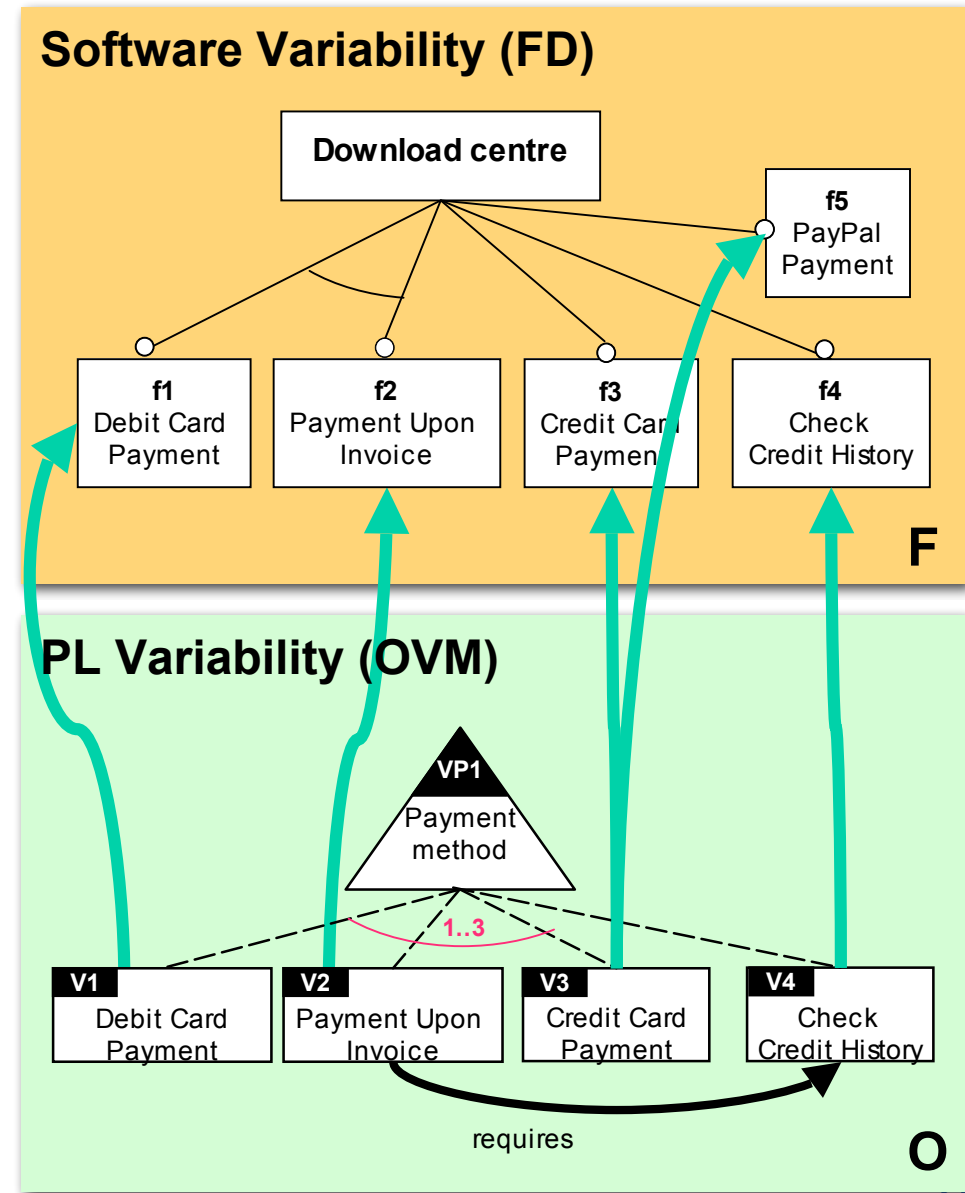 Software Variability (FD)
Download centre
f5
PayPal
Payment
f1
Debit Card
Payment
f2
Payment Upon
Invoice
f3
Credit Card
Payment
f4
Check
Credit History
F
PL Variability (OVM)
VP1
Payment
method
1..3
V1
Debit Card
Payment
V2
Payment Upon
Invoice
V3
Credit Card
Payment
V4
Check
Credit History
requires
O